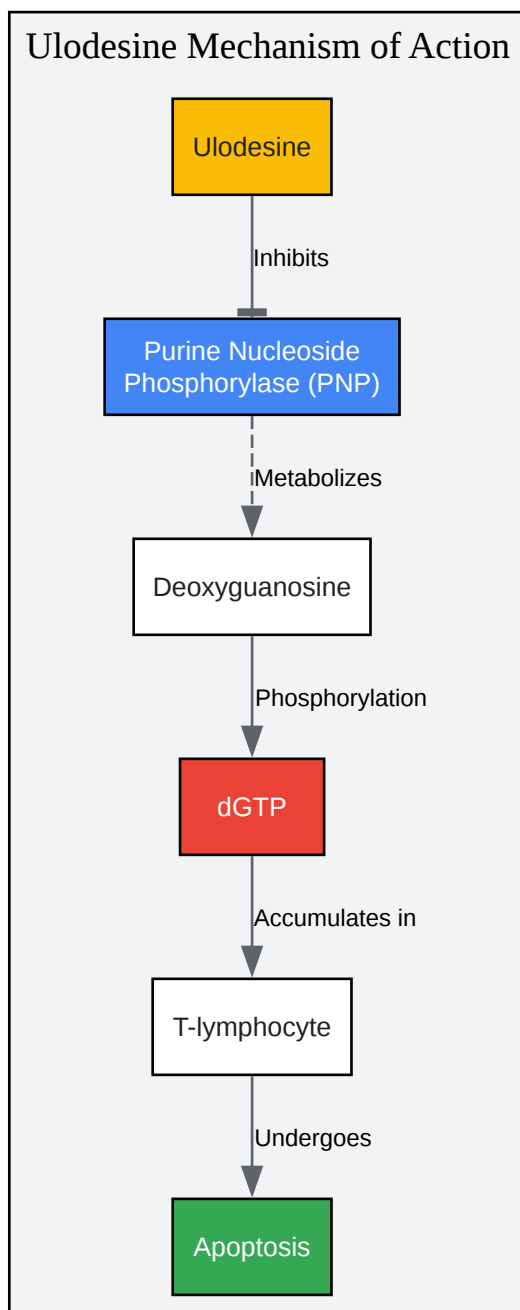 Ulodesine Mechanism of Action
Ulodesine
Inhibits
Purine Nucleoside
Phosphorylase (PNP)
Metabolizes
Deoxyguanosine
Phosphorylation
dGTP
Accumulates in
T-lymphocyte
Undergoes
Apoptosis